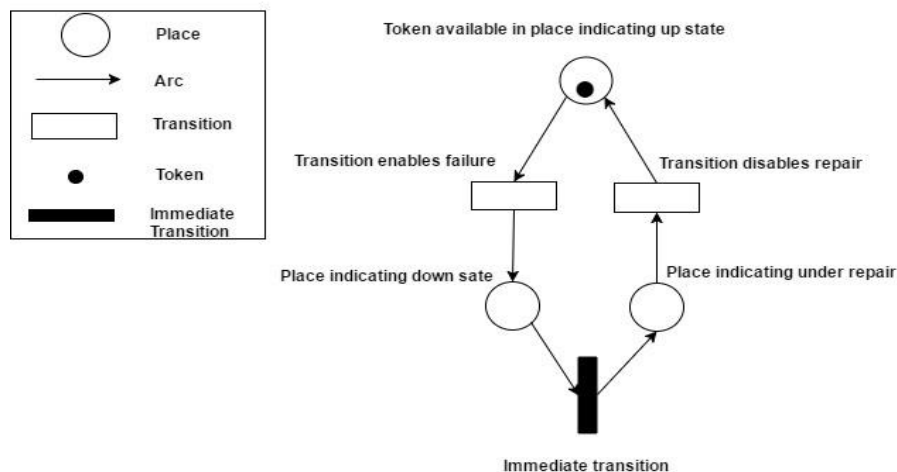 Place
Arc
Transition
Token
Immediate
Transition
Token available in place indicating up state
Transition enables failure
Transition disables repair
Place indicating down sate
Place indicating under repair
Immediate transition